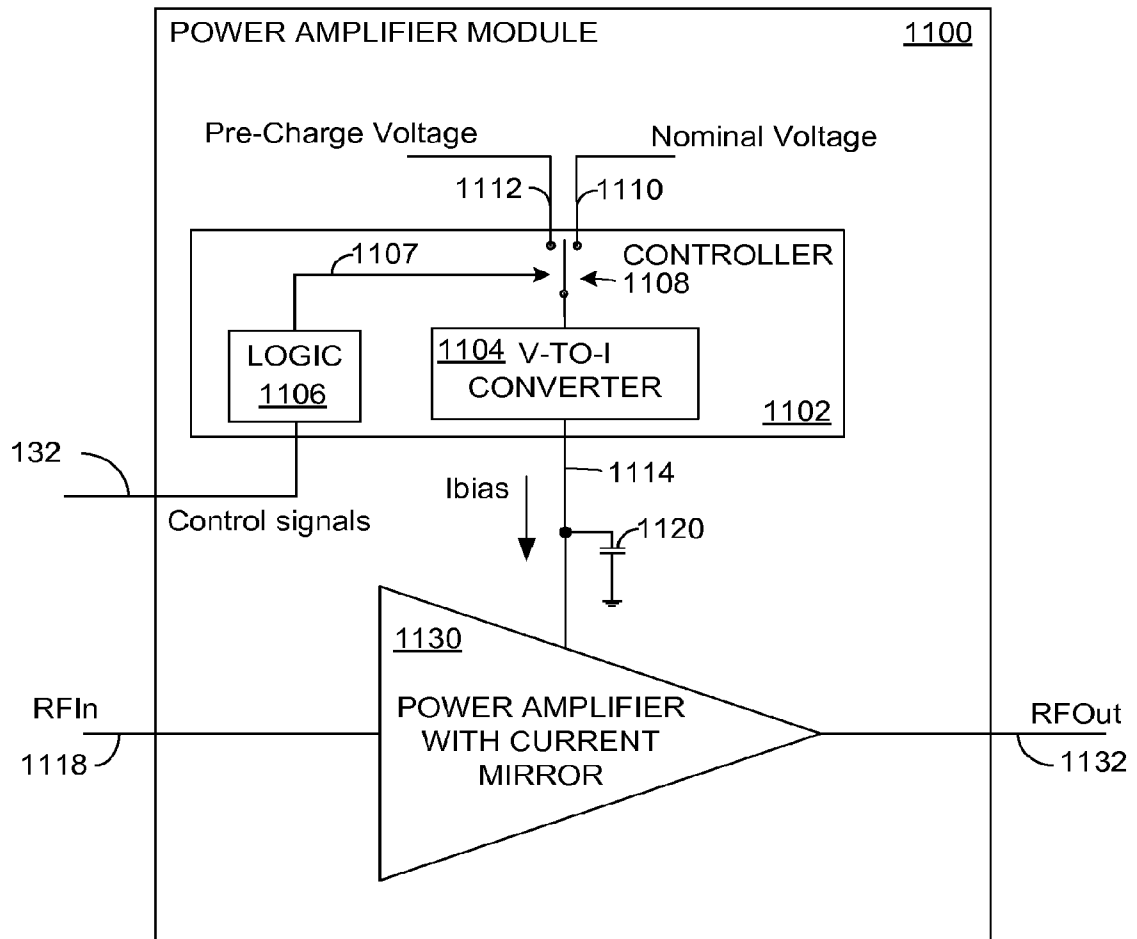 POWER AMPLIFIER MODULE 1100
Pre-Charge Voltage Nominal Voltage
1112 1110
1107 CONTROLLER
1108
LOGIC
1106
1104 V-TO-I
CONVERTER
1102
132
Control signals
Ibias
1114
1120
1130
POWER AMPLIFIER
WITH CURRENT
MIRROR
RFIn
1118
RFOut
1132